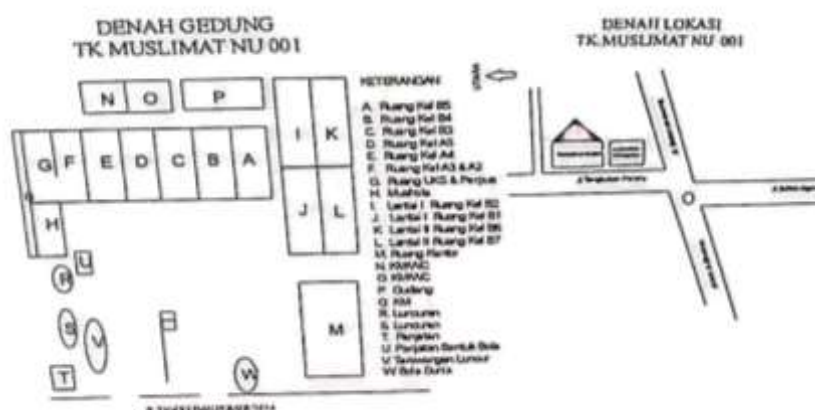 DENAH GEDUNG
TK MUSLIMAT NU 001
DENAH LOKASI
TK.MUSLIMAT NU 001
UTARA
N O P
I K
G F E D C B A
H
J L
U
R
S
V
T
W
M
KETERANGAN
A. Ruang Kel B5
B. Ruang Kel B4
C. Ruang Kel B3
D. Ruang Kel A5
E. Ruang Kel A4
F. Ruang Kel A3 & A2
G. Ruang UKS & Perpus
H. Musholla
I. Lantai I Ruang Kel B2
J. Lantai I Ruang Kel B1
K. Lantai II Ruang Kel B6
L. Lantai II Ruang Kel B7
M. Ruang Kantor
N. KM/WC
O. KM/WC
P. Gudang
Q. KM
R. Luncuran
S. Luncuran
T. Panjatan
U. Panjatan Bentuk Bola
V. Terowongan Luncur
W. Bola Dunia